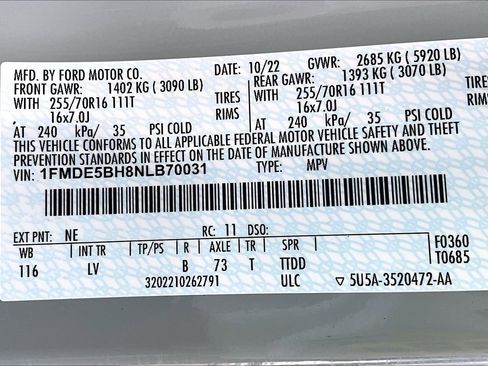 MFD. BY FORD MOTOR CO. DATE: 10/22 GVWR: 2685 KG (5920 LB)
FRONT GAWR: 1402 KG (3090 LB) REAR GAWR: 1393 KG (3070 LB)
WITH 255/70R16 111T TIRES WITH 255/70R16 111T TIRES
, 16x7.0J RIMS , 16x7.0J RIMS
AT 240 kPa/ 35 PSI COLD AT 240 kPa/ 35 PSI COLD
THIS VEHICLE CONFORMS TO ALL APPLICABLE FEDERAL MOTOR VEHICLE SAFETY AND THEFT
PREVENTION STANDARDS IN EFFECT ON THE DATE OF MANUFACTURE SHOWN ABOVE.
VIN: 1FMDE5BH8NLB70031 TYPE: MPV
EXT PNT: NE RC: 11 DSO:
WB INT TR TP/PS R AXLE TR SPR F0360
116 LV B 73 T TTDD T0685
3202210262791 ULC 5U5A-3520472-AA